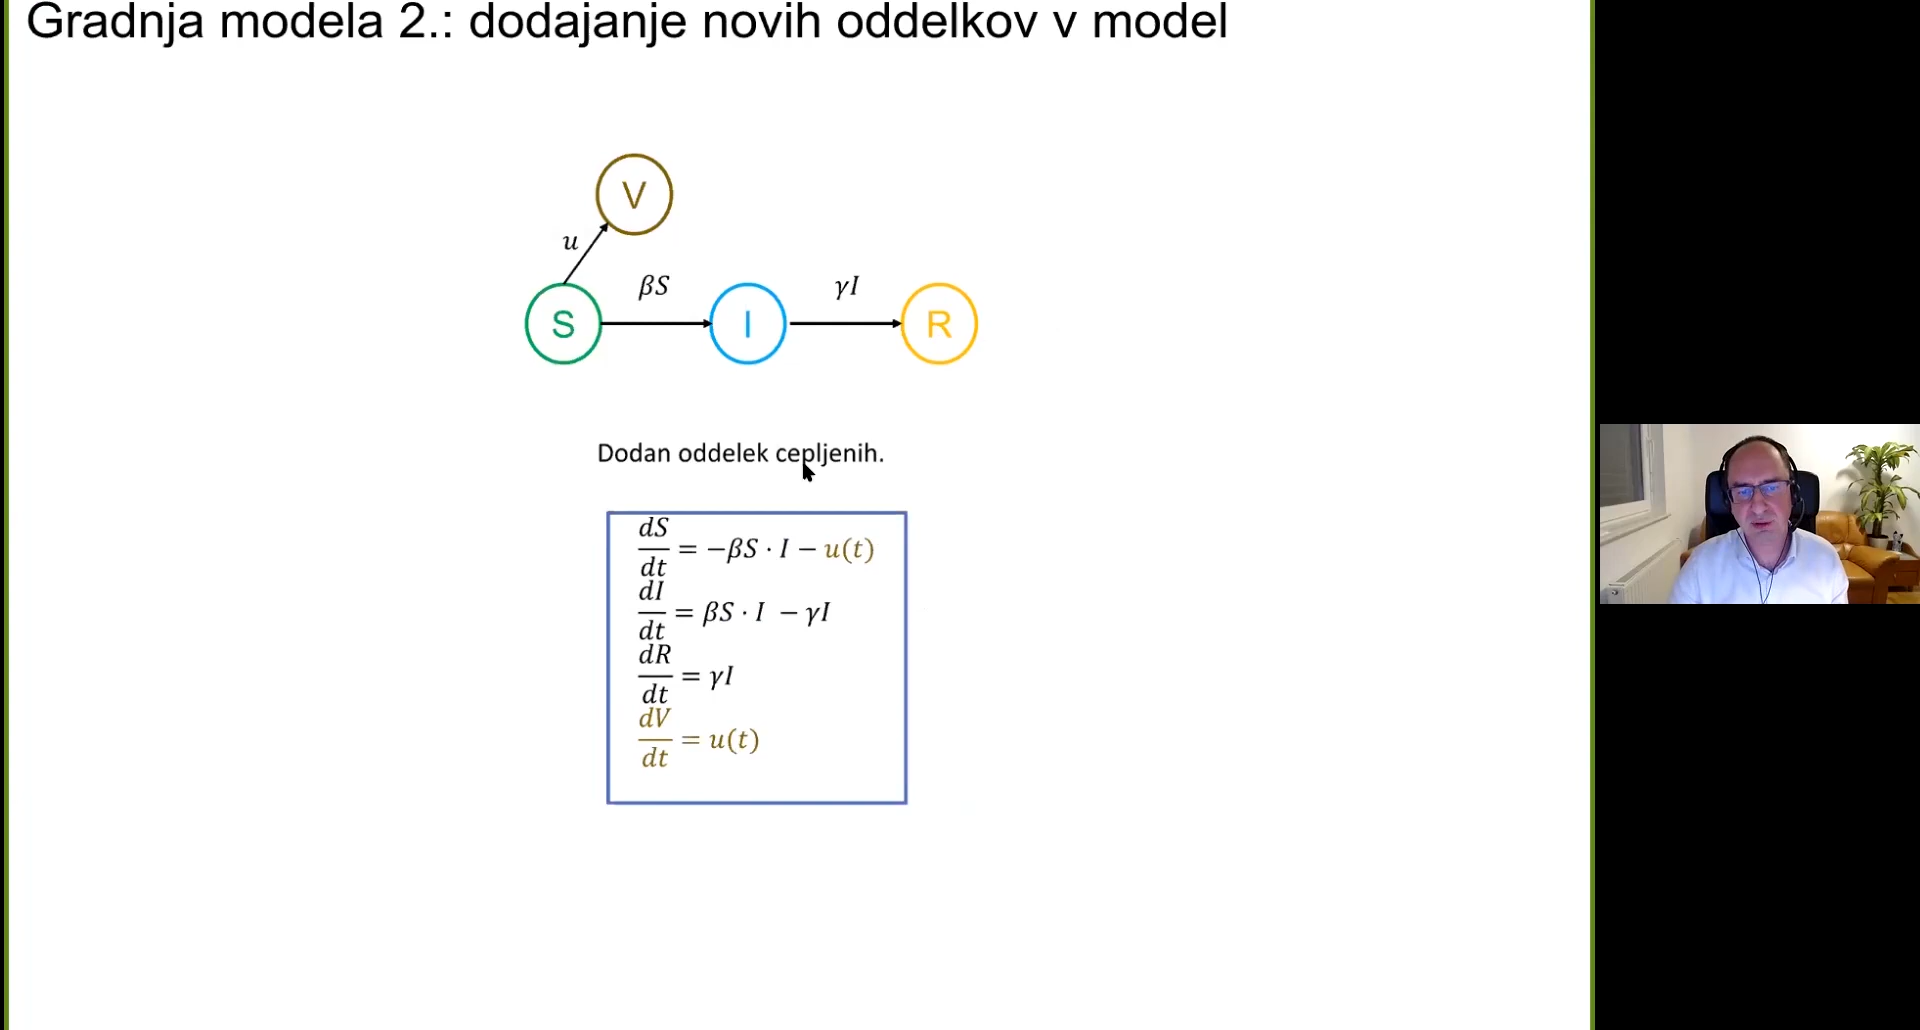 Gradnja modela 2.: dodajanje novih oddelkov v model
V
u
βS
γI
S
I
R
Dodan oddelek cepljenih.
dS/dt = −βS · I − u(t)
dI/dt = βS · I − γI
dR/dt = γI
dV/dt = u(t)